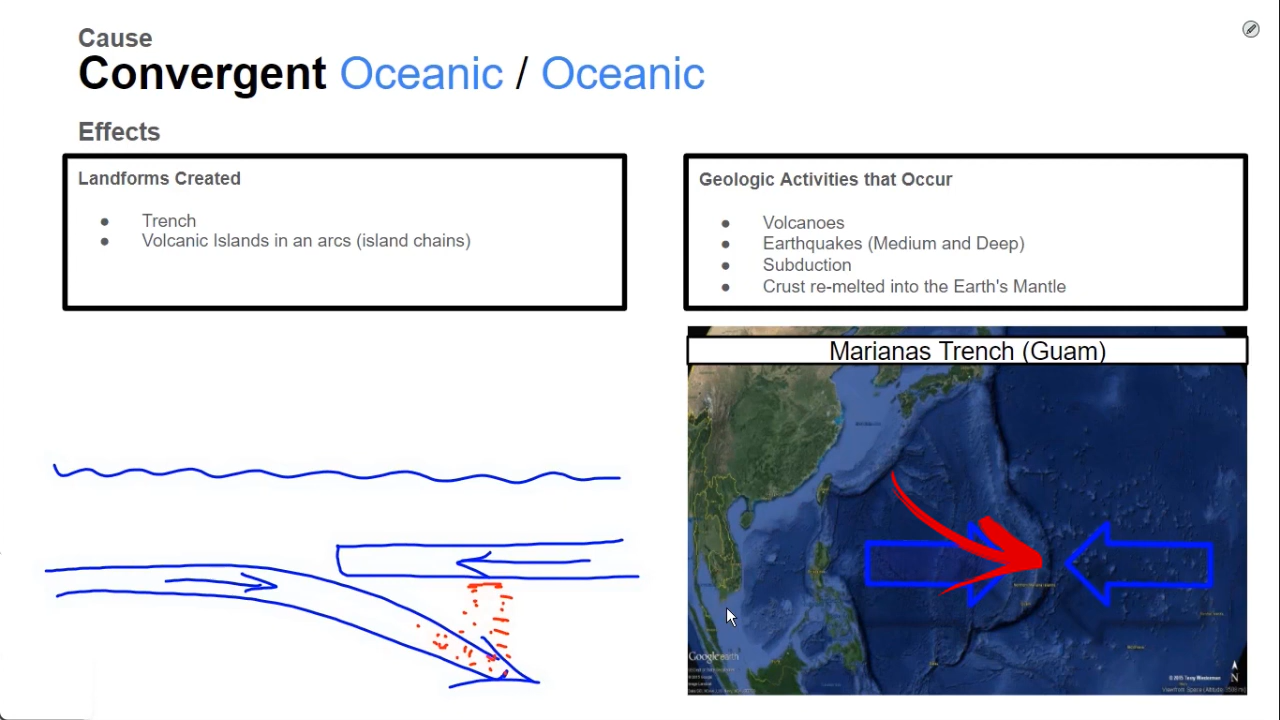 Cause
Convergent Oceanic / Oceanic
Effects
Landforms Created
● Trench
● Volcanic Islands in an arcs (island chains)
Geologic Activities that Occur
● Volcanoes
● Earthquakes (Medium and Deep)
● Subduction
● Crust re-melted into the Earth's Mantle
Marianas Trench (Guam)
Google earth
N